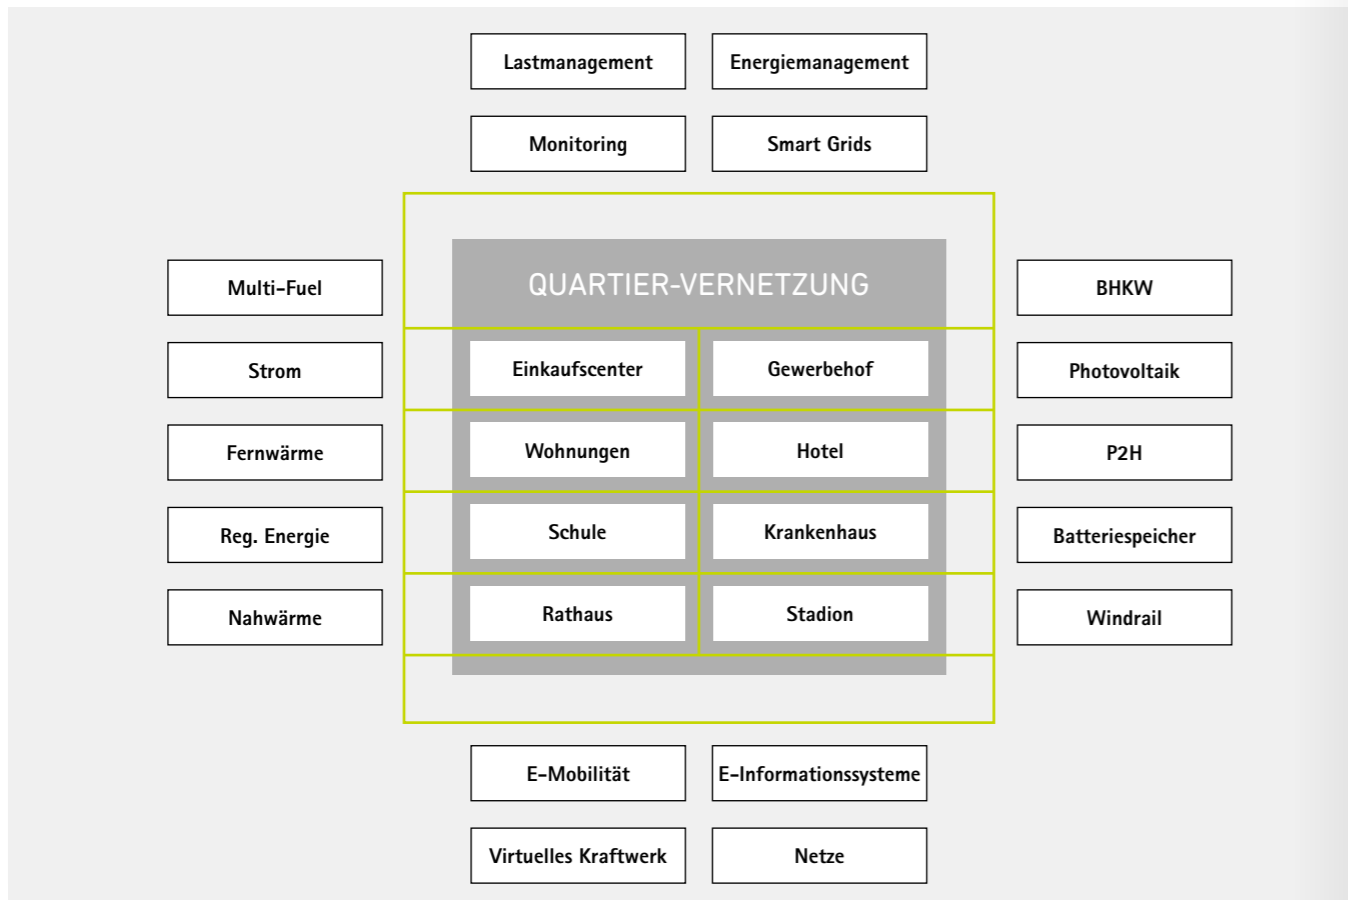 Lastmanagement
Energiemanagement
Monitoring
Smart Grids
QUARTIER-VERNETZUNG
Multi-Fuel
Strom
Fernwärme
Reg. Energie
Nahwärme
Einkaufscenter
Gewerbehof
Wohnungen
Hotel
Schule
Krankenhaus
Rathaus
Stadion
BHKW
Photovoltaik
P2H
Batteriespeicher
Windrail
E-Mobilität
E-Informationssysteme
Virtuelles Kraftwerk
Netze